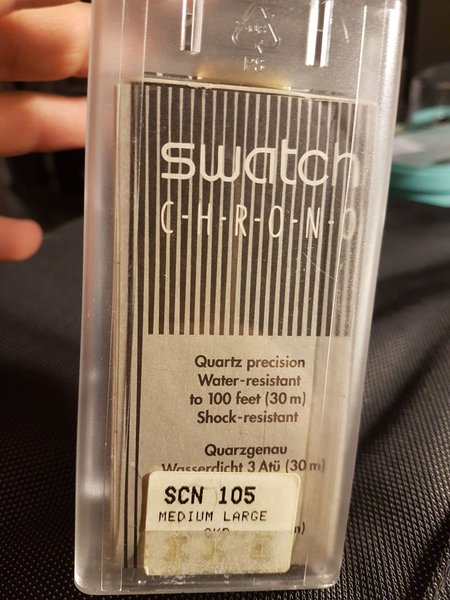 PS
swatch
C-H-R-O-N-O
Quartz precision
Water-resistant
to 100 feet (30 m)
Shock-resistant
Quarzgenau
Wasserdicht 3 Atü (30 m)
SCN 105
MEDIUM LARGE